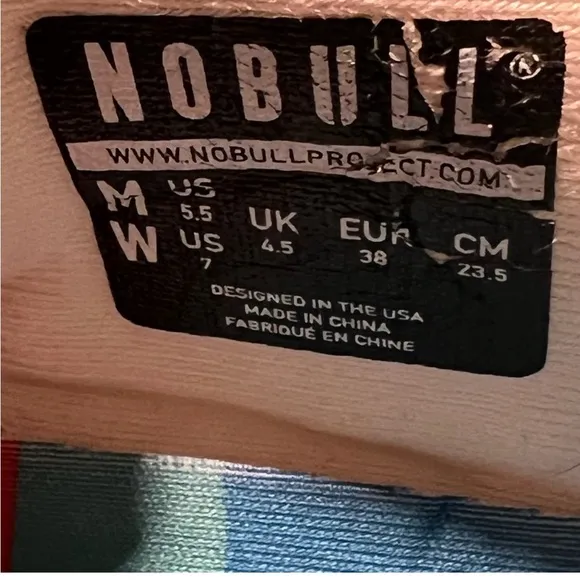 NOBULL®
WWW.NOBULLPROJECT.COM
M US 5.5 UK 4.5 EUR 38 CM 23.5
W US 7
DESIGNED IN THE USA
MADE IN CHINA
FABRIQUÉ EN CHINE